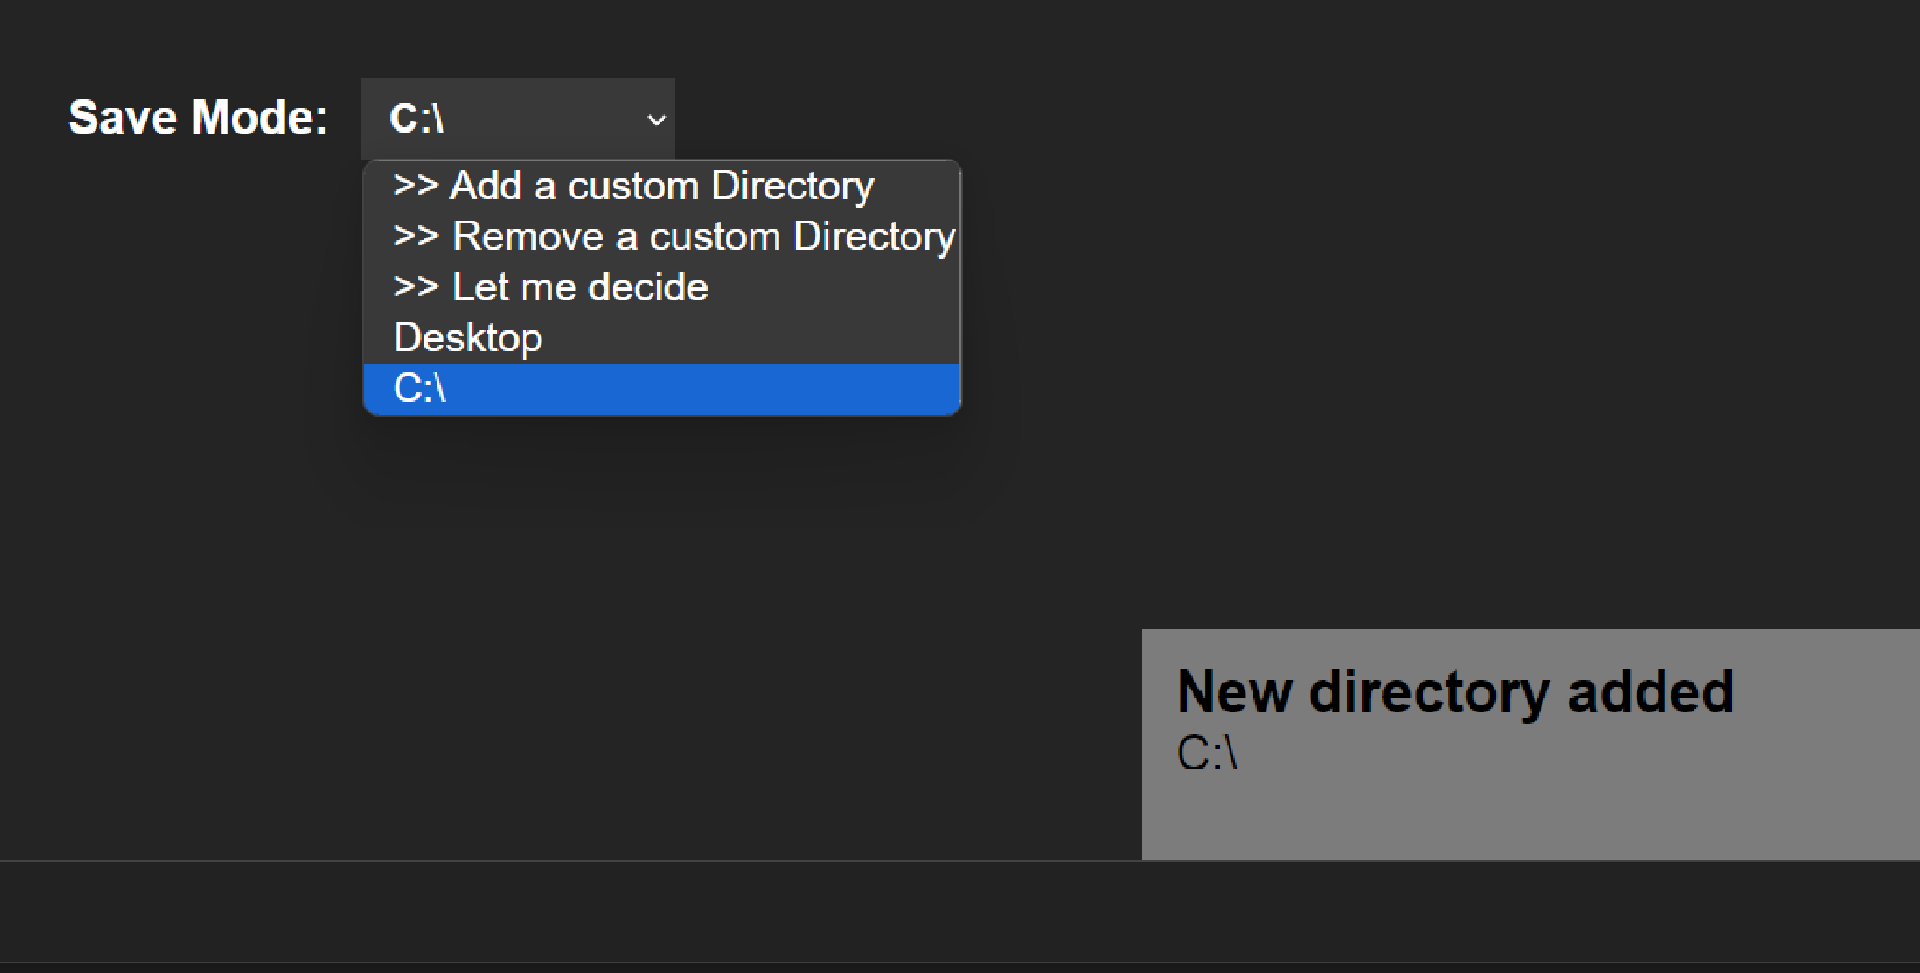 Save Mode: C:\
>> Add a custom Directory
>> Remove a custom Directory
>> Let me decide
Desktop
C:\
New directory added
C:\